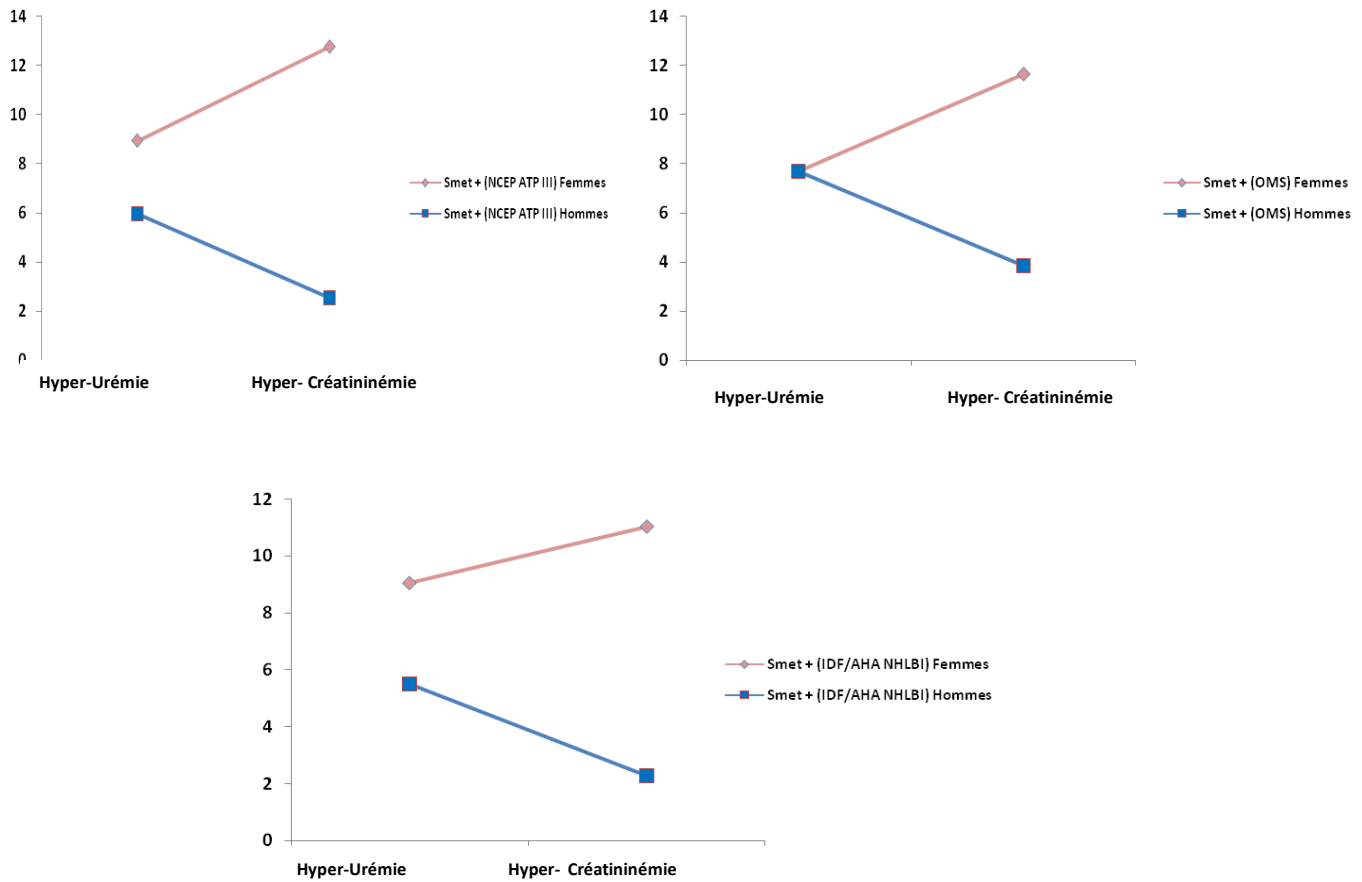 14
12
10
8
6
4
2
0
Hyper-Urémie
Hyper- Créatininémie
Smet + (NCEP ATP III) Femmes
Smet + (NCEP ATP III) Hommes
14
12
10
8
6
4
2
0
Hyper-Urémie
Hyper- Créatininémie
Smet + (OMS) Femmes
Smet + (OMS) Hommes
12
10
8
6
4
2
0
Hyper-Urémie
Hyper- Créatininémie
Smet + (IDF/AHA NHLBI) Femmes
Smet + (IDF/AHA NHLBI) Hommes